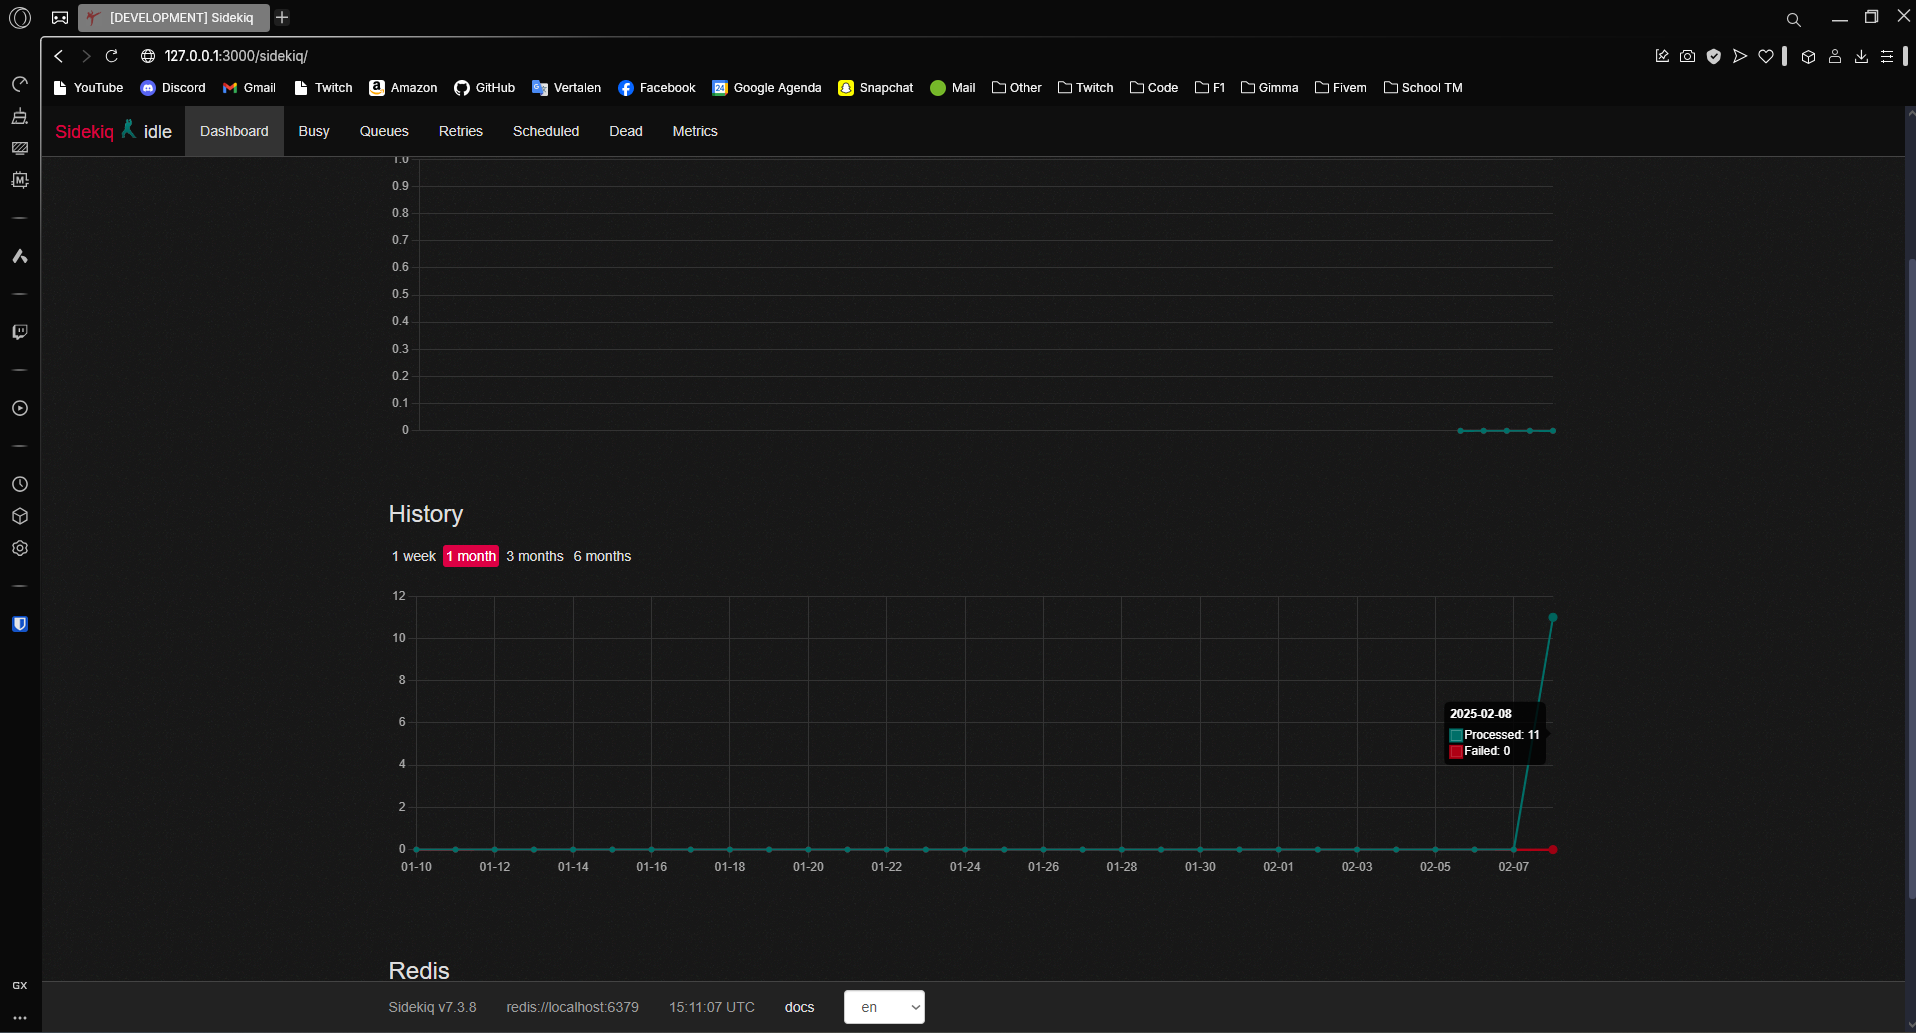 [DEVELOPMENT] Sidekiq
127.0.0.1:3000/sidekiq/
YouTube Discord Gmail Twitch Amazon GitHub Vertalen Facebook Google Agenda Snapchat Mail Other Twitch Code F1 Gimma Fivem School TM
Sidekiq idle Dashboard Busy Queues Retries Scheduled Dead Metrics
1.0
0.9
0.8
0.7
0.6
0.5
0.4
0.3
0.2
0.1
0
History
1 week 1 month 3 months 6 months
12
10
8
6
4
2
0
2025-02-08
Processed: 11
Failed: 0
01-10 01-12 01-14 01-16 01-18 01-20 01-22 01-24 01-26 01-28 01-30 02-01 02-03 02-05 02-07
Redis
GX
Sidekiq v7.3.8 redis://localhost:6379 15:11:07 UTC docs en